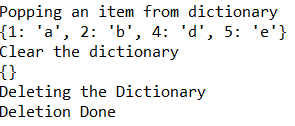 Popping an item from dictionary
{1: 'a', 2: 'b', 4: 'd', 5: 'e'}
Clear the dictionary
{}
Deleting the Dictionary
Deletion Done